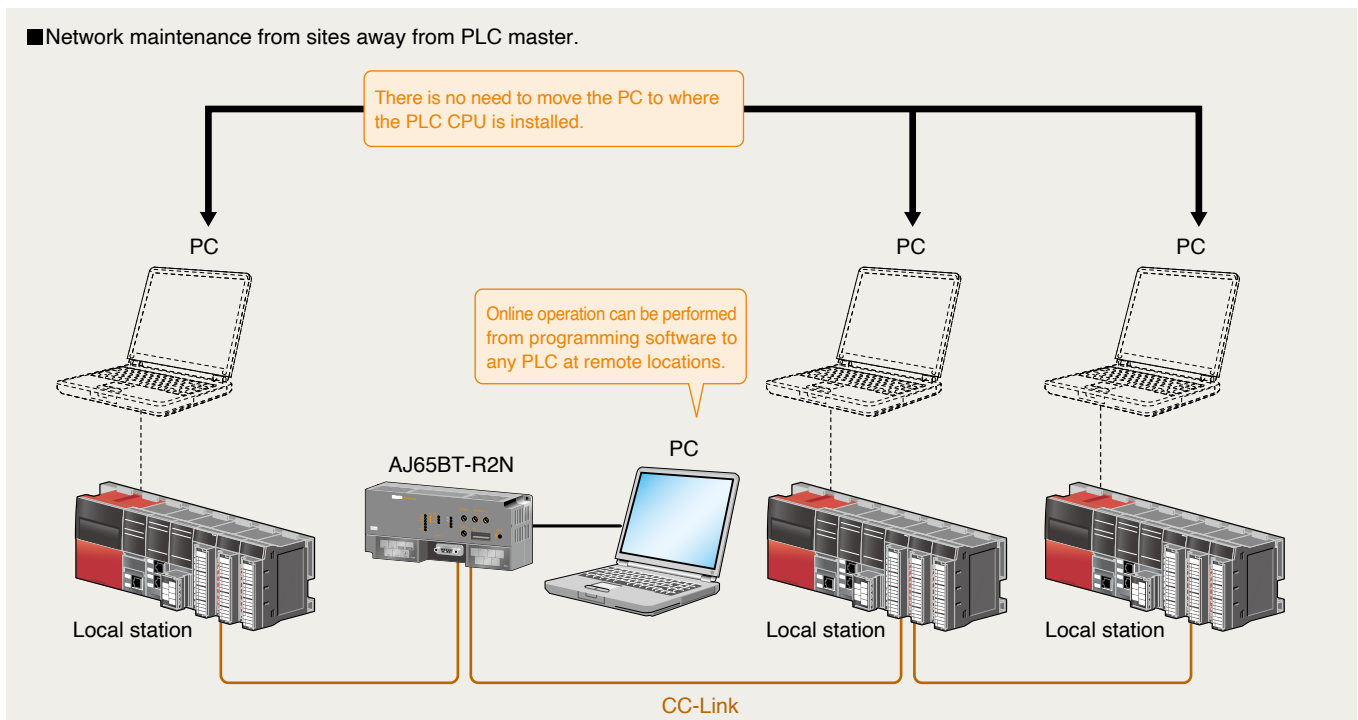 ■Network maintenance from sites away from PLC master.
There is no need to move the PC to where
the PLC CPU is installed.
PC
PC
PC
Online operation can be performed
from programming software to
any PLC at remote locations.
PC
AJ65BT-R2N
Local station
Local station
Local station
CC-Link